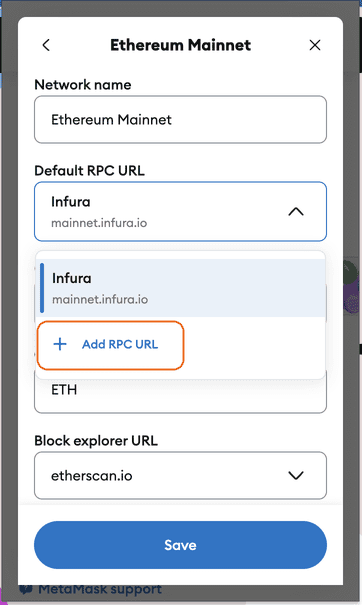 Ethereum Mainnet
Network name
Ethereum Mainnet
Default RPC URL
Infura
mainnet.infura.io
Infura
mainnet.infura.io
+ Add RPC URL
ETH
Block explorer URL
etherscan.io
Save
MetaMask support